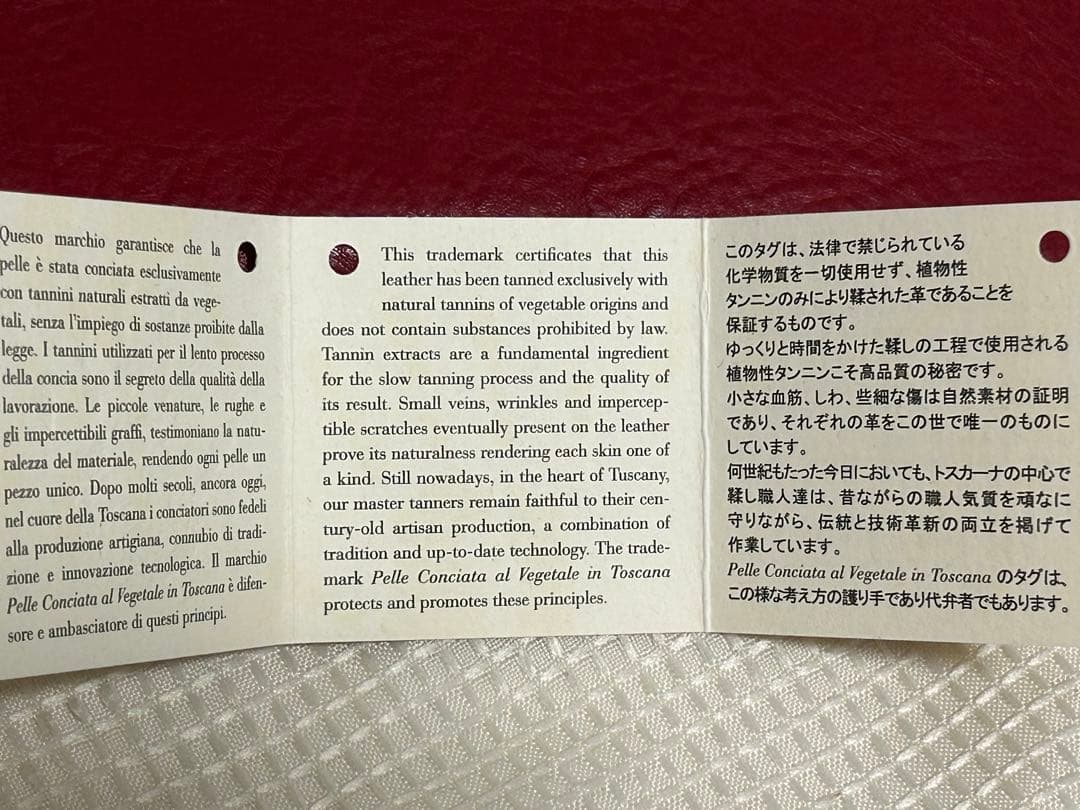 Questo marchio garantisce che la
pelle è stata conciata esclusivamente
con tannini naturali estratti da vege-
tali, senza l'impiego di sostanze proibite dalla
legge. I tannini utilizzati per il lento processo
della concia sono il segreto della qualità della
lavorazione. Le piccole venature, le rughe e
gli impercettibili graffi, testimoniano la natu-
ralezza del materiale, rendendo ogni pelle un
pezzo unico. Dopo molti secoli, ancora oggi,
nel cuore della Toscana i conciatori sono fedeli
alla produzione artigiana, connubio di tradi-
zione e innovazione tecnologica. Il marchio
Pelle Conciata al Vegetale in Toscana è difen-
sore e ambasciatore di questi principi.
This trademark certificates that this
leather has been tanned exclusively with
natural tannins of vegetable origins and
does not contain substances prohibited by law.
Tannin extracts are a fundamental ingredient
for the slow tanning process and the quality of
its result. Small veins, wrinkles and impercep-
tible scratches eventually present on the leather
prove its naturalness rendering each skin one of
a kind. Still nowadays, in the heart of Tuscany,
our master tanners remain faithful to their cen-
tury-old artisan production, a combination of
tradition and up-to-date technology. The trade-
mark Pelle Conciata al Vegetale in Toscana
protects and promotes these principles.
このタグは、法律で禁じられている
化学物質を一切使用せず、植物性
タンニンのみにより鞣された革であることを
保証するものです。
ゆっくりと時間をかけた鞣しの工程で使用される
植物性タンニンこそ高品質の秘密です。
小さな血筋、しわ、些細な傷は自然素材の証明
であり、それぞれの革をこの世で唯一のものに
しています。
何世紀もたった今日においても、トスカーナの中心で
鞣し職人達は、昔ながらの職人気質を頑なに
守りながら、伝統と技術革新の両立を掲げて
作業しています。
Pelle Conciata al Vegetale in Toscana のタグは、
この様な考え方の護り手であり代弁者でもあります。